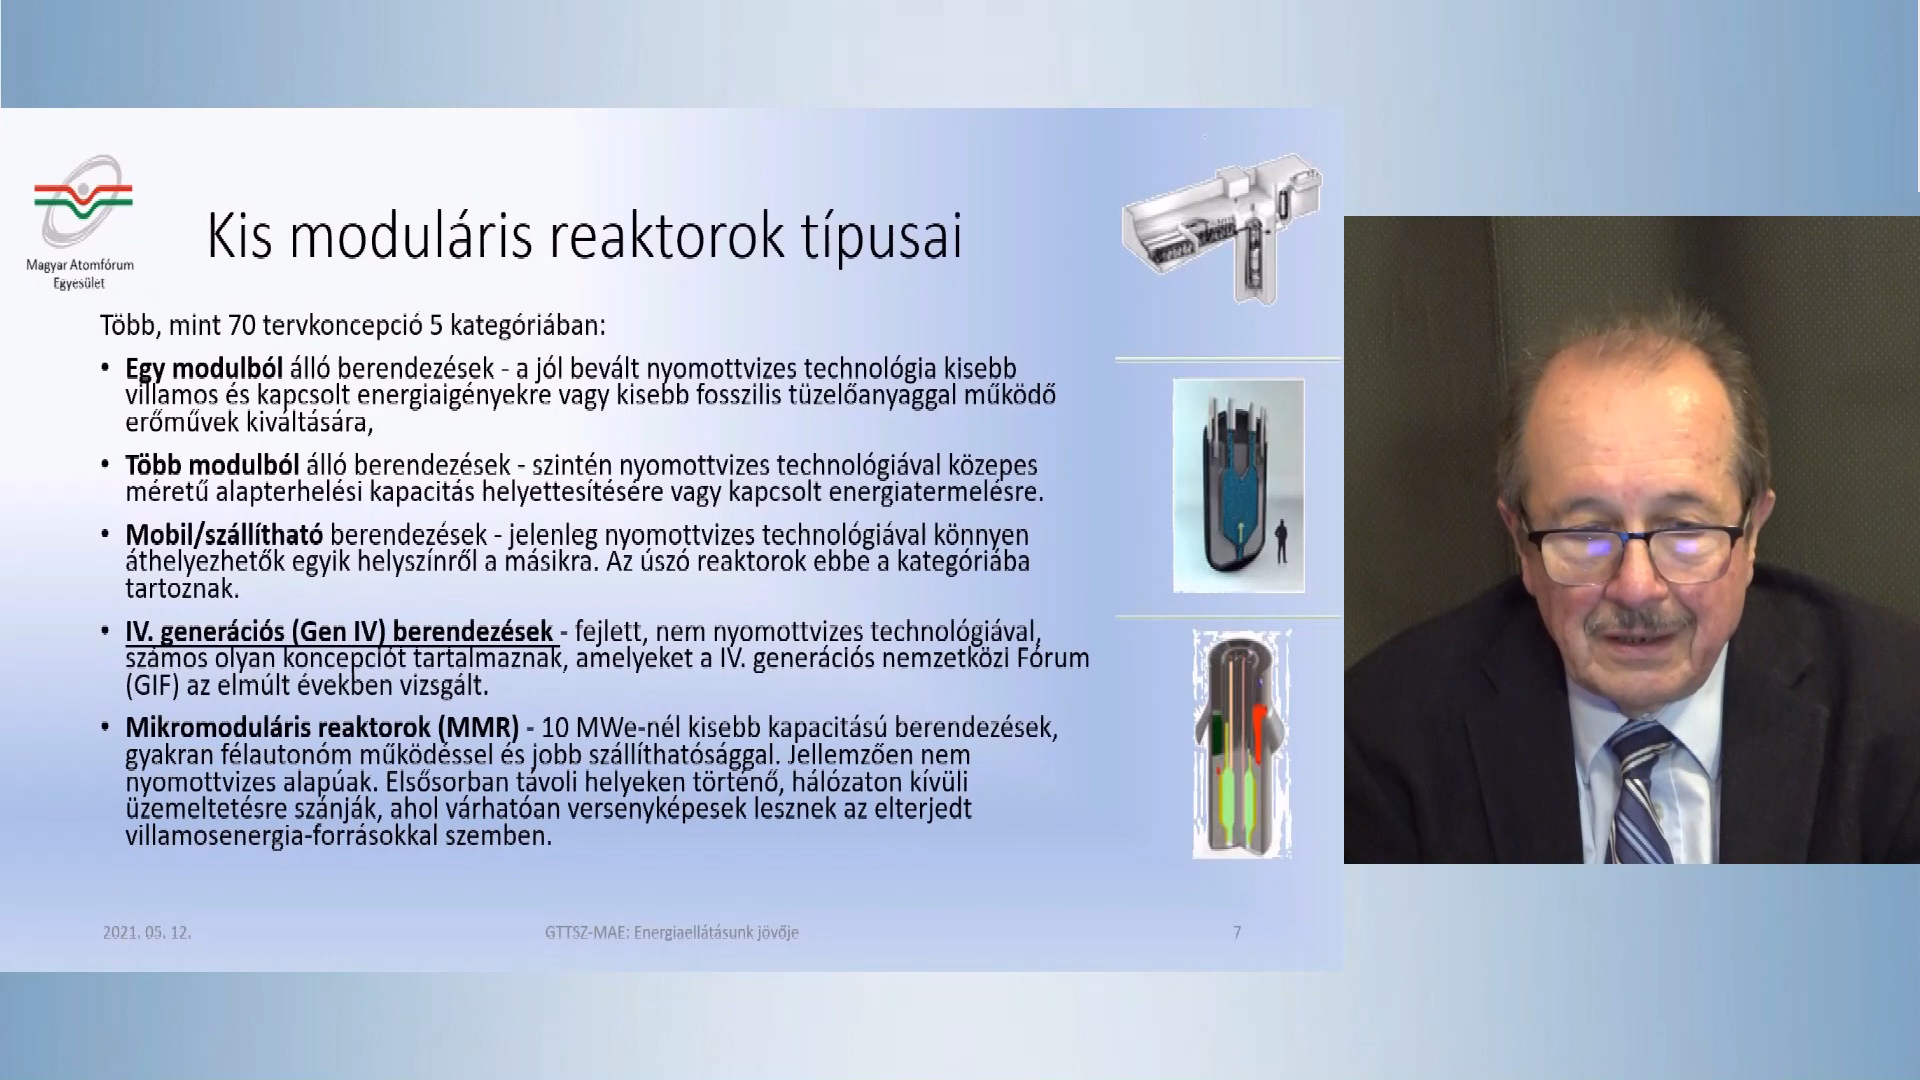 Magyar Atomfórum
Egyesület
Kis moduláris reaktorok típusai
Több, mint 70 tervkoncepció 5 kategóriában:
• Egy modulból álló berendezések - a jól bevált nyomottvizes technológia kisebb
villamos és kapcsolt energiaigényekre vagy kisebb fosszilis tüzelőanyaggal működő
erőművek kiváltására,
• Több modulból álló berendezések - szintén nyomottvizes technológiával közepes
méretű alapterhelési kapacitás helyettesítésére vagy kapcsolt energiatermelésre.
• Mobil/szállítható berendezések - jelenleg nyomottvizes technológiával könnyen
áthelyezhetők egyik helyszínről a másikra. Az úszó reaktorok ebbe a kategóriába
tartoznak.
• IV. generációs (Gen IV) berendezések - fejlett, nem nyomottvizes technológiával,
számos olyan koncepciót tartalmaznak, amelyeket a IV. generációs nemzetközi Fórum
(GIF) az elmúlt években vizsgált.
• Mikromoduláris reaktorok (MMR) - 10 MWe-nél kisebb kapacitású berendezések,
gyakran félautonóm működéssel és jobb szállíthatósággal. Jellemzően nem
nyomottvizes alapúak. Elsősorban távoli helyeken történő, hálózaton kívüli
üzemeltetésre szánják, ahol várhatóan versenyképesek lesznek az elterjedt
villamosenergia-forrásokkal szemben.
2021. 05. 12.
GTTSZ-MAE: Energiaellátásunk jövője
7